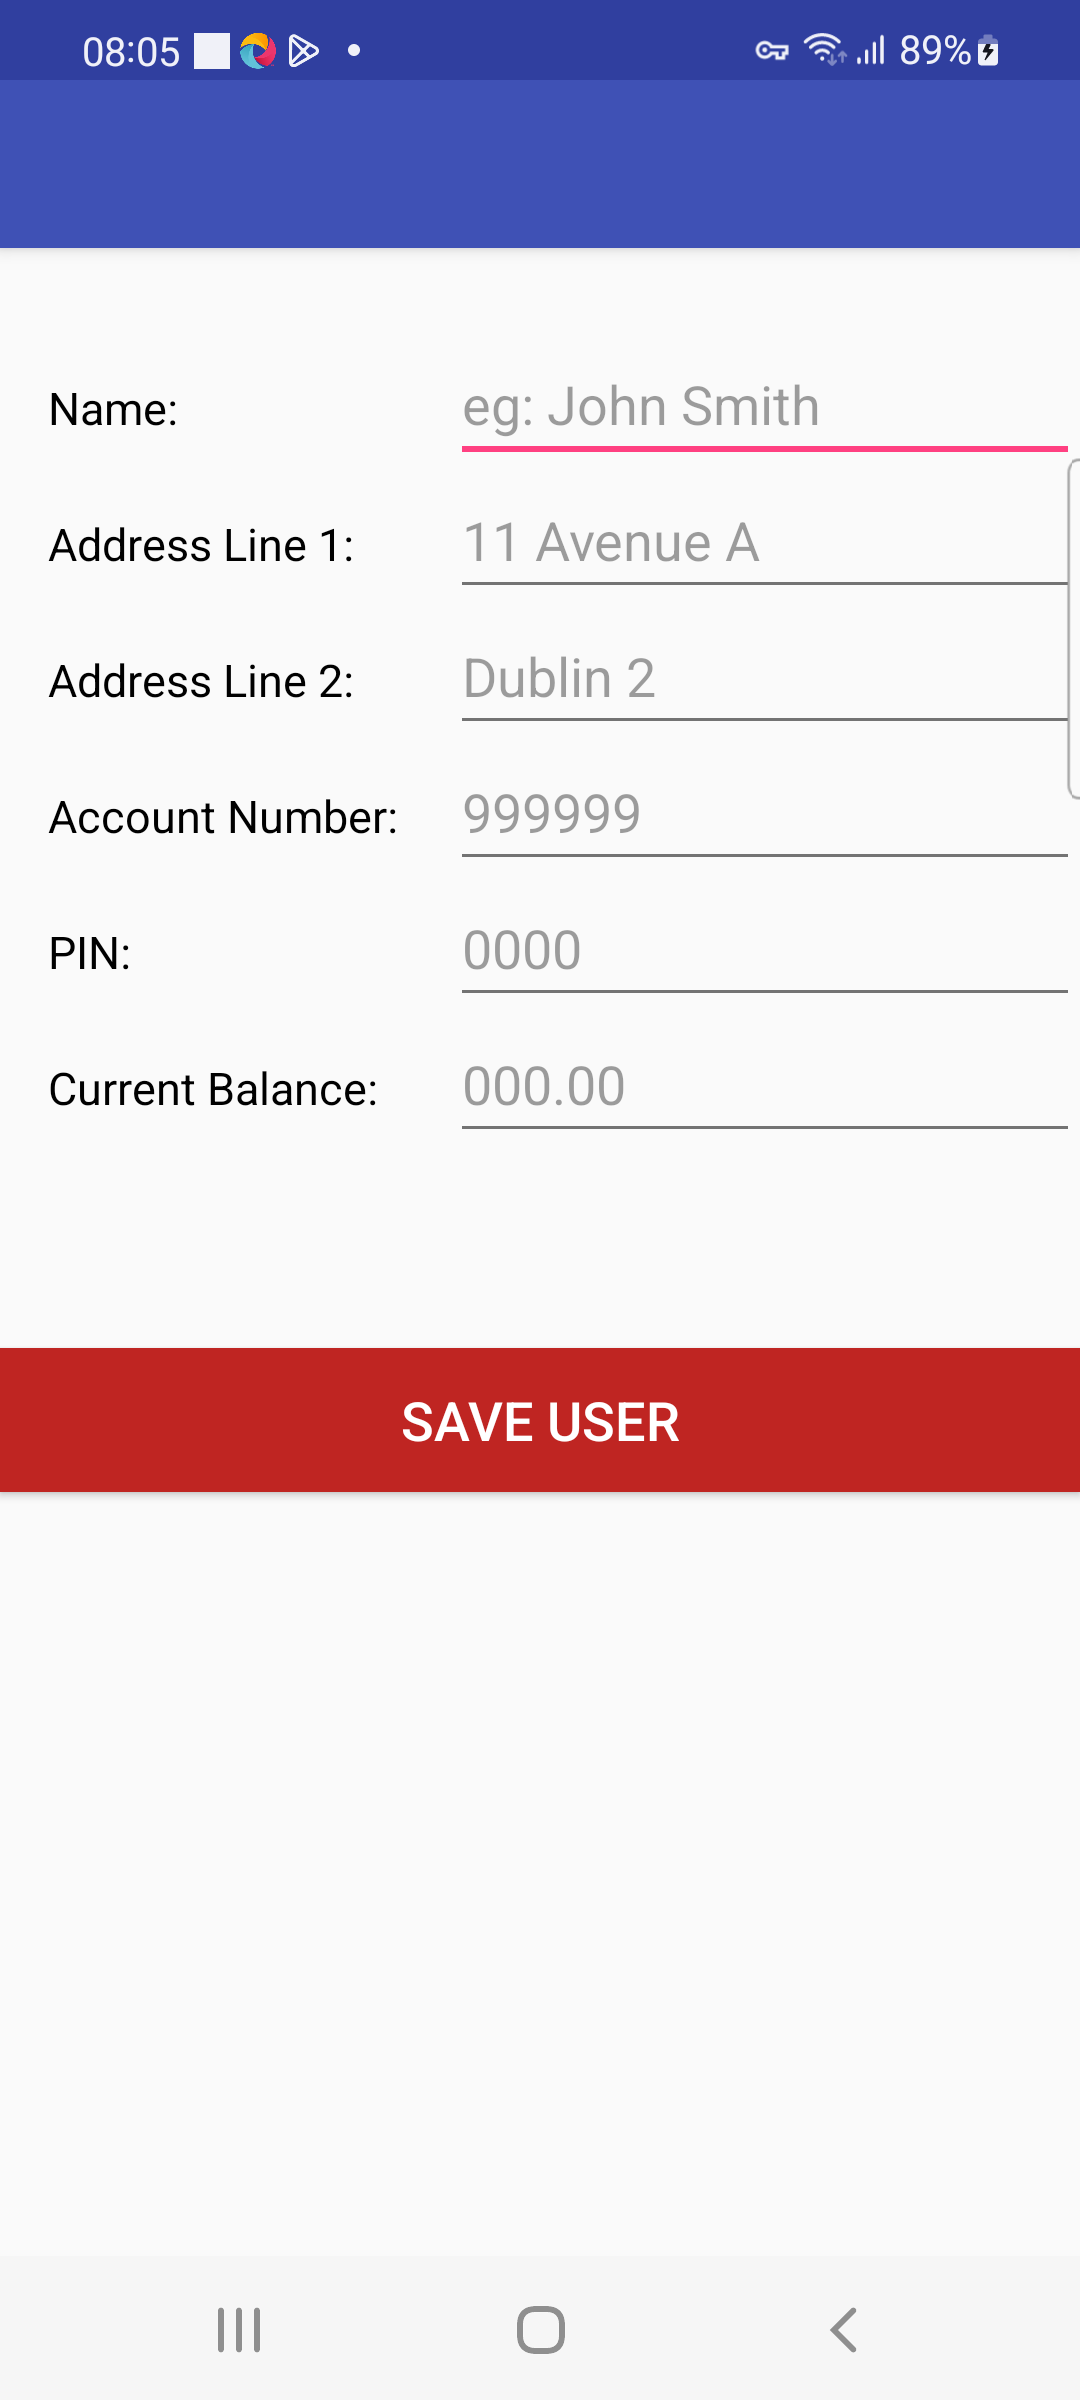 08:05 89%
Name: eg: John Smith
Address Line 1: 11 Avenue A
Address Line 2: Dublin 2
Account Number: 999999
PIN: 0000
Current Balance: 000.00
SAVE USER